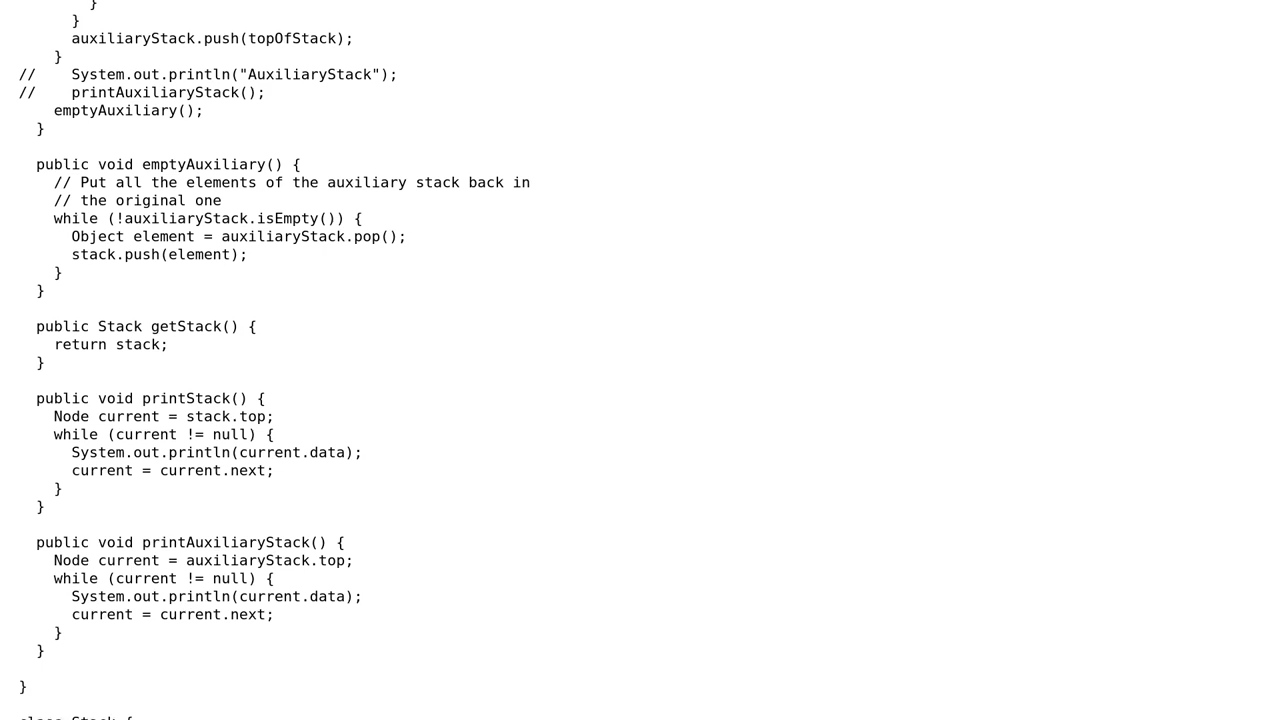 }
}
auxiliaryStack.push(topOfStack);
}
//    System.out.println("AuxiliaryStack");
//    printAuxiliaryStack();
emptyAuxiliary();
}
public void emptyAuxiliary() {
// Put all the elements of the auxiliary stack back in
// the original one
while (!auxiliaryStack.isEmpty()) {
Object element = auxiliaryStack.pop();
stack.push(element);
}
}
public Stack getStack() {
return stack;
}
public void printStack() {
Node current = stack.top;
while (current != null) {
System.out.println(current.data);
current = current.next;
}
}
public void printAuxiliaryStack() {
Node current = auxiliaryStack.top;
while (current != null) {
System.out.println(current.data);
current = current.next;
}
}
}
class Stack {